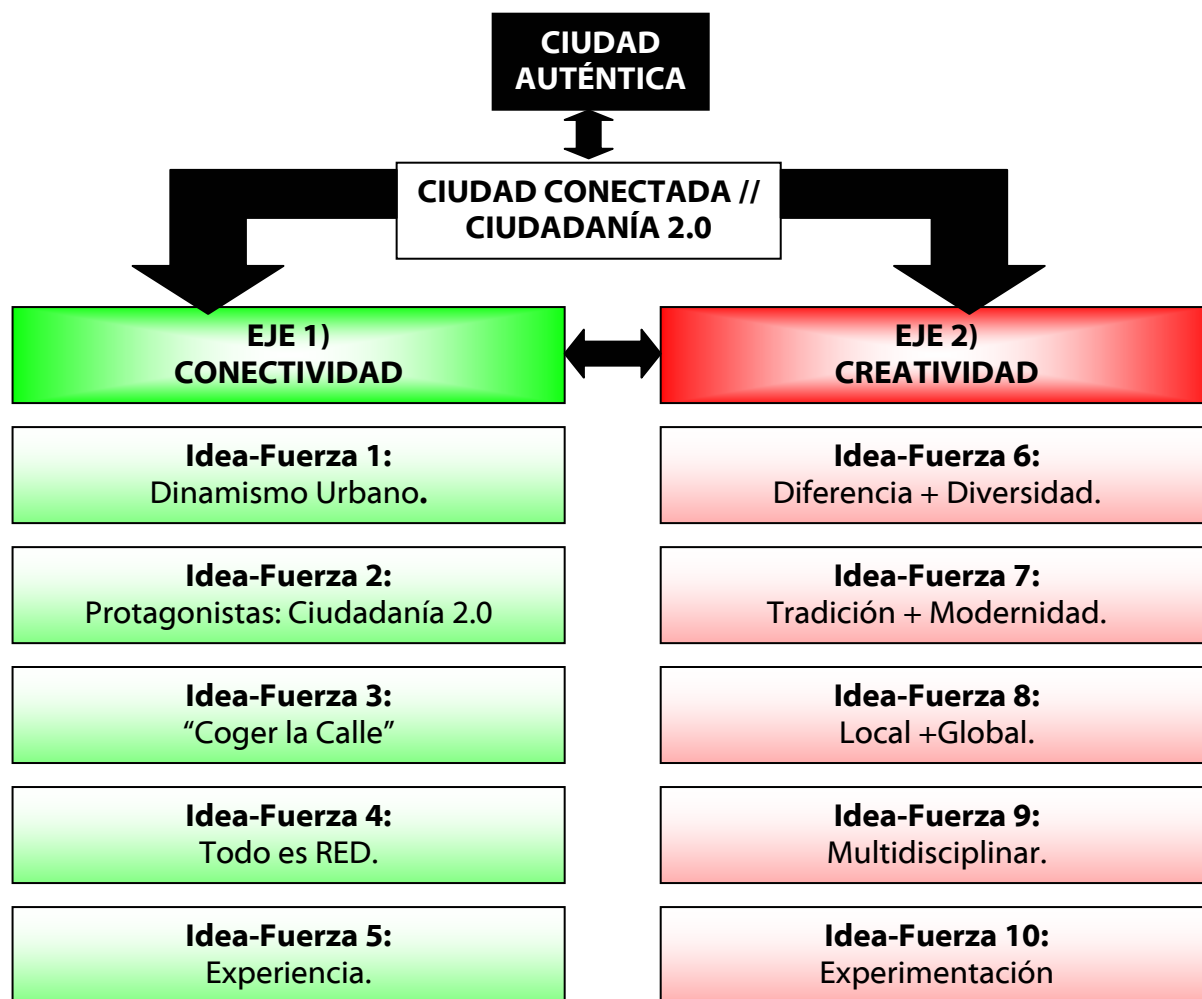 CIUDAD
AUTÉNTICA
CIUDAD CONECTADA //
CIUDADANÍA 2.0
EJE 1)
CONECTIVIDAD
EJE 2)
CREATIVIDAD
Idea-Fuerza 1:
Dinamismo Urbano.
Idea-Fuerza 2:
Protagonistas: Ciudadanía 2.0
Idea-Fuerza 3:
“Coger la Calle”
Idea-Fuerza 4:
Todo es RED.
Idea-Fuerza 5:
Experiencia.
Idea-Fuerza 6:
Diferencia + Diversidad.
Idea-Fuerza 7:
Tradición + Modernidad.
Idea-Fuerza 8:
Local +Global.
Idea-Fuerza 9:
Multidisciplinar.
Idea-Fuerza 10:
Experimentación